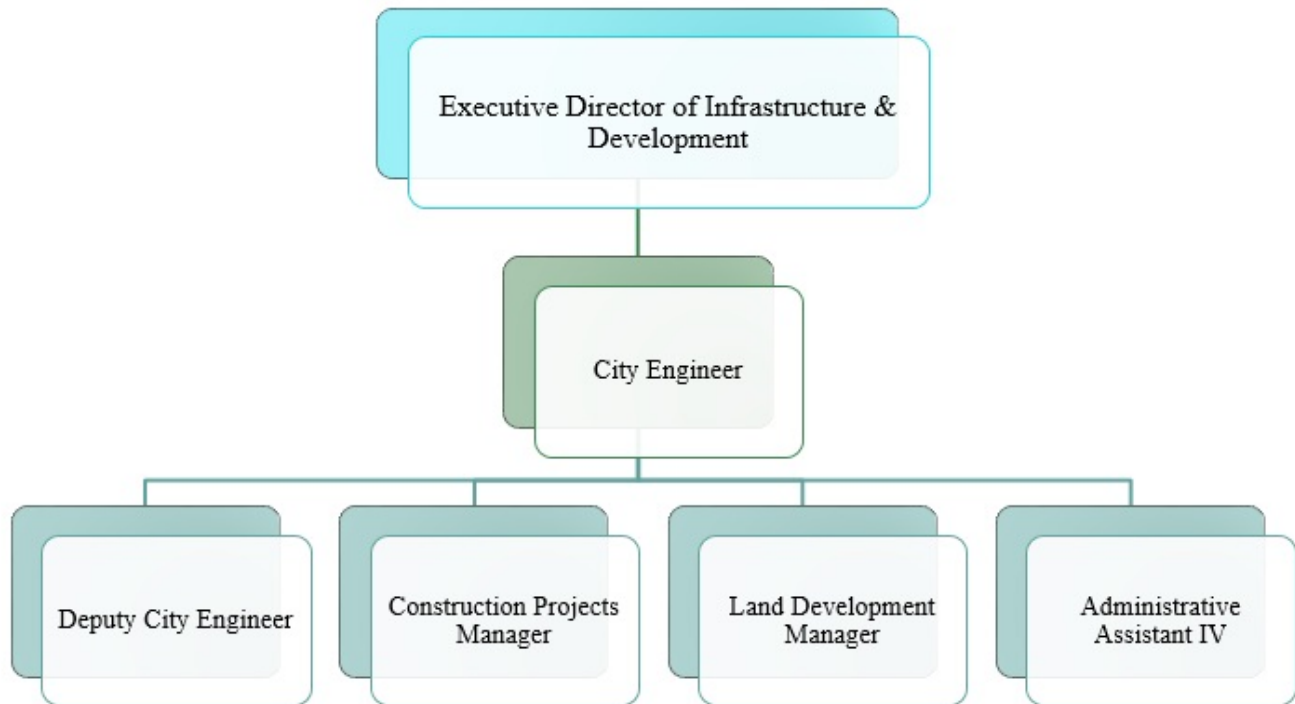 Executive Director of Infrastructure &
Development
City Engineer
Deputy City Engineer
Construction Projects
Manager
Land Development
Manager
Administrative
Assistant IV